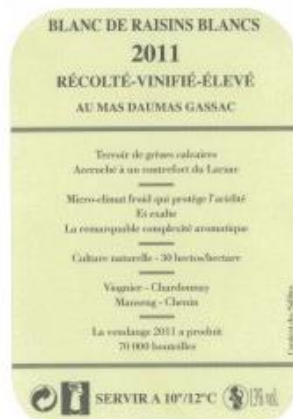 BLANC DE RAISINS BLANCS
2011
RÉCOLTÉ-VINIFIÉ-ÉLEVÉ
AU MAS DAUMAS GASSAC
Terroir de grèzes calcaires
Accroché à un contrefort du Larzac
Micro-climat froid qui protège l'acidité
Et exalte
La remarquable complexité aromatique
Culture naturelle - 30 hectos/hectare
Viognier - Chardonnay
Manseng - Chenin
La vendange 2011 a produit
70 000 bouteilles
SERVIR A 10°/12°C
13% vol.